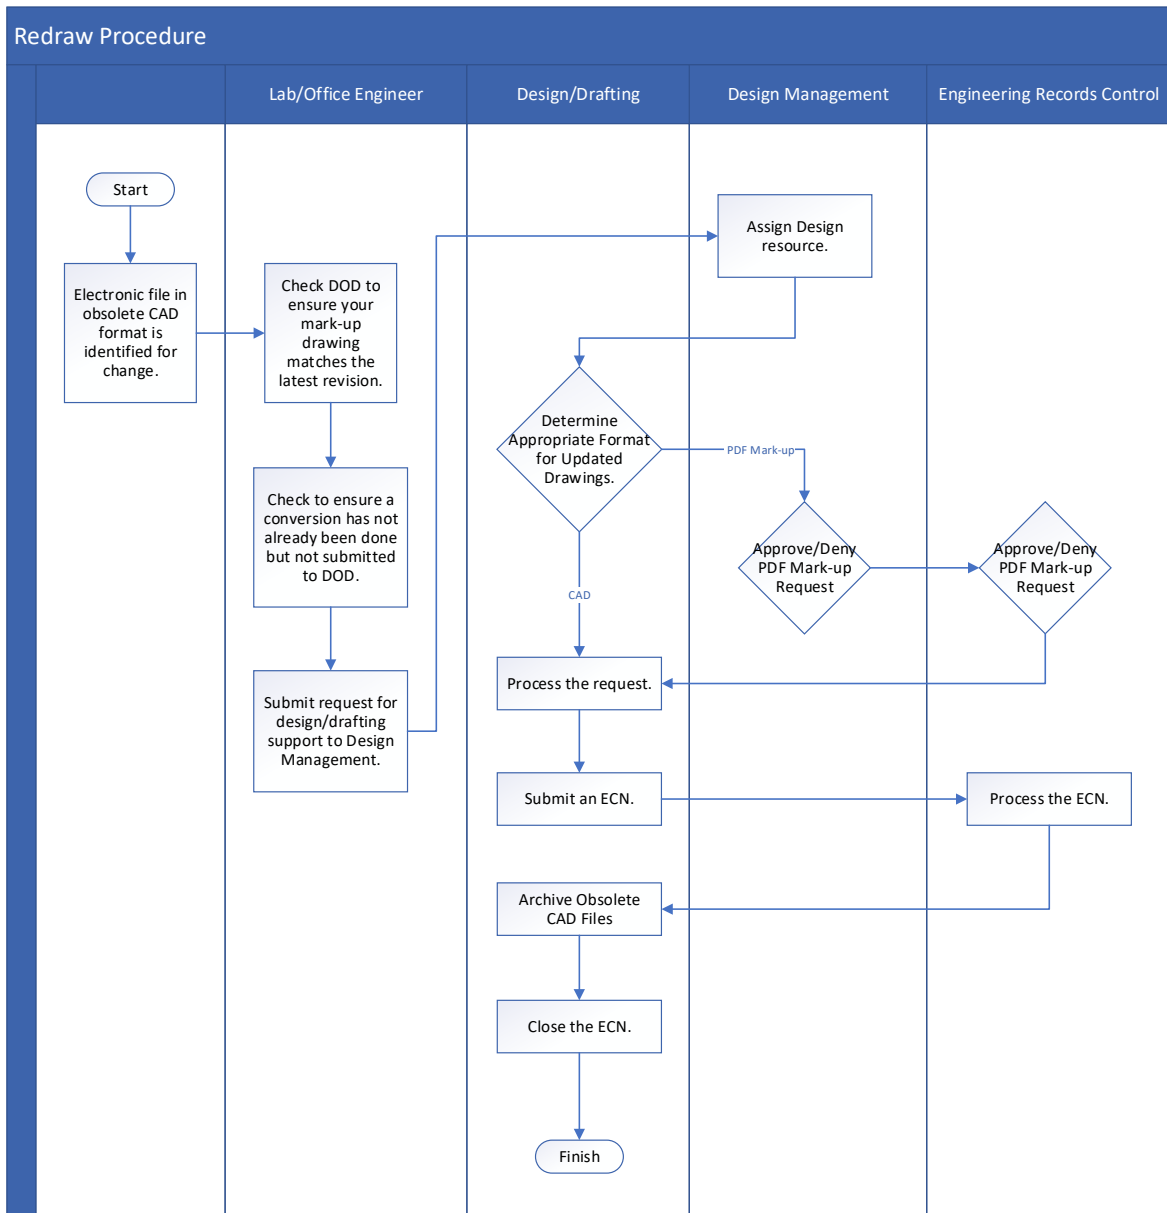 Redraw Procedure
Lab/Office Engineer
Design/Drafting
Design Management
Engineering Records Control
Start
Electronic file in
obsolete CAD
format is
identified for
change.
Check DOD to
ensure your
mark-up
drawing
matches the
latest revision.
Check to ensure a
conversion has not
already been done
but not submitted
to DOD.
Submit request for
design/drafting
support to Design
Management.
Assign Design
resource.
Determine
Appropriate Format
for Updated
Drawings.
PDF Mark-up
Approve/Deny
PDF Mark-up
Request
Approve/Deny
PDF Mark-up
Request
CAD
Process the request.
Submit an ECN.
Process the ECN.
Archive Obsolete
CAD Files
Close the ECN.
Finish